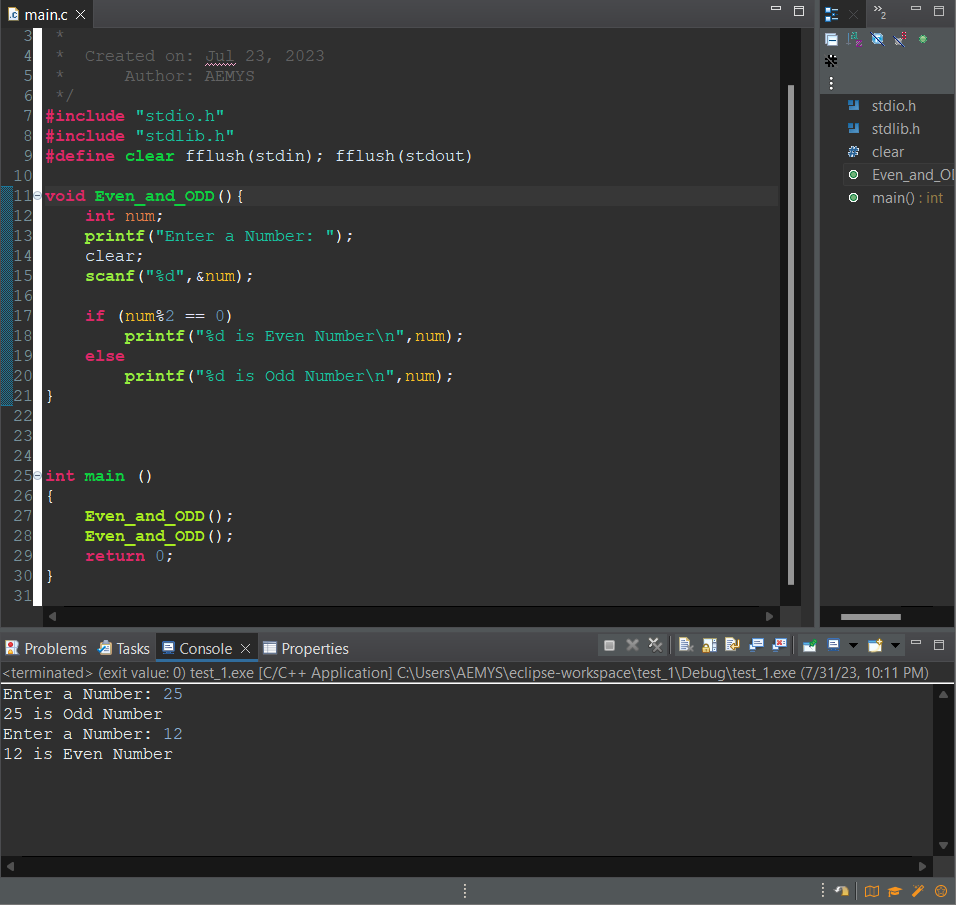 main.c
3 *
4 * Created on: Jul 23, 2023
5 * Author: AEMYS
6 */
7 #include "stdio.h"
8 #include "stdlib.h"
9 #define clear fflush(stdin); fflush(stdout)
10
11 void Even_and_ODD(){
12 int num;
13 printf("Enter a Number: ");
14 clear;
15 scanf("%d",&num);
16
17 if (num%2 == 0)
18 printf("%d is Even Number\n",num);
19 else
20 printf("%d is Odd Number\n",num);
21 }
22
23
24
25 int main ()
26 {
27 Even_and_ODD();
28 Even_and_ODD();
29 return 0;
30 }
31
»2
stdio.h
stdlib.h
clear
Even_and_O
main() : int
Problems Tasks Console Properties
<terminated> (exit value: 0) test_1.exe [C/C++ Application] C:\Users\AEMYS\eclipse-workspace\test_1\Debug\test_1.exe (7/31/23, 10:11 PM)
Enter a Number: 25
25 is Odd Number
Enter a Number: 12
12 is Even Number